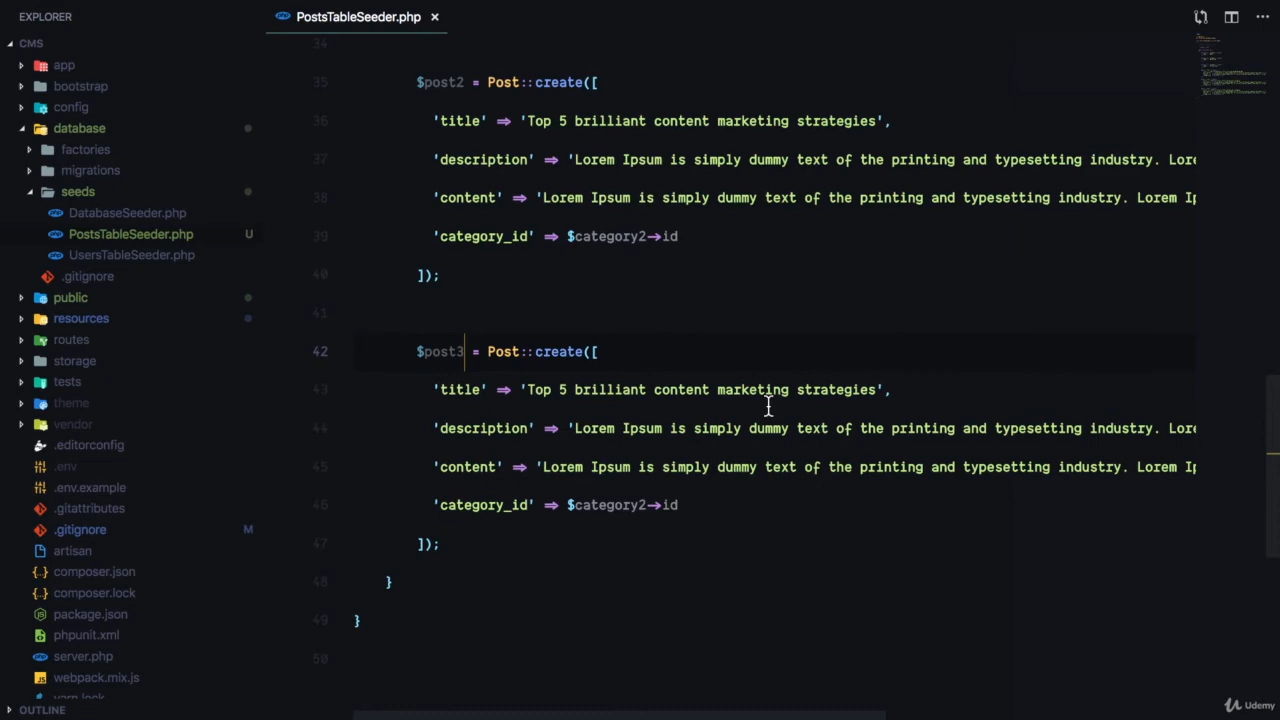 EXPLORER
PostsTableSeeder.php ×
CMS
app
bootstrap
config
database
factories
migrations
seeds
DatabaseSeeder.php
PostsTableSeeder.php U
UsersTableSeeder.php
.gitignore
public
resources
routes
storage
tests
theme
vendor
.editorconfig
.env
.env.example
.gitattributes
.gitignore M
artisan
composer.json
composer.lock
package.json
phpunit.xml
server.php
webpack.mix.js
yarn.lock
OUTLINE
34
35 $post2 = Post::create([
36 'title' => 'Top 5 brilliant content marketing strategies',
37 'description' => 'Lorem Ipsum is simply dummy text of the printing and typesetting industry. Lore
38 'content' => 'Lorem Ipsum is simply dummy text of the printing and typesetting industry. Lorem Ip
39 'category_id' => $category2->id
40 ]);
41
42 $post3 = Post::create([
43 'title' => 'Top 5 brilliant content marketing strategies',
44 'description' => 'Lorem Ipsum is simply dummy text of the printing and typesetting industry. Lore
45 'content' => 'Lorem Ipsum is simply dummy text of the printing and typesetting industry. Lorem Ip
46 'category_id' => $category2->id
47 ]);
48 }
49 }
50
Udemy